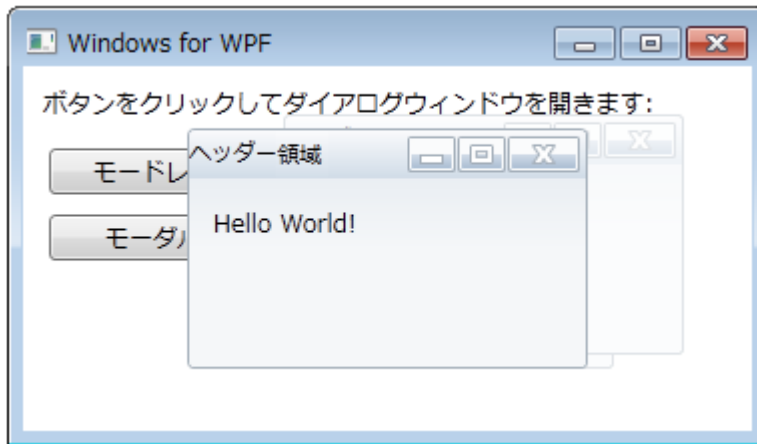 Windows for WPF
ボタンをクリックしてダイアログウィンドウを開きます:
ヘッダー領域
モードレ
Hello World!
モーダル